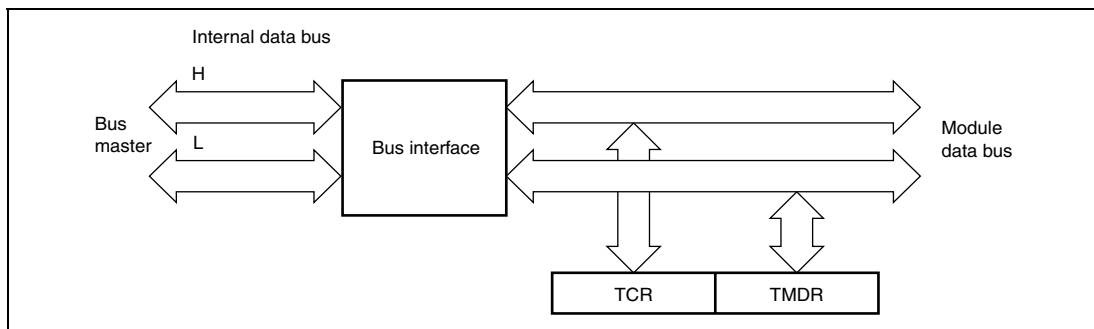 Internal data bus
H
Bus
master
L
Bus interface
Module
data bus
TCR
TMDR